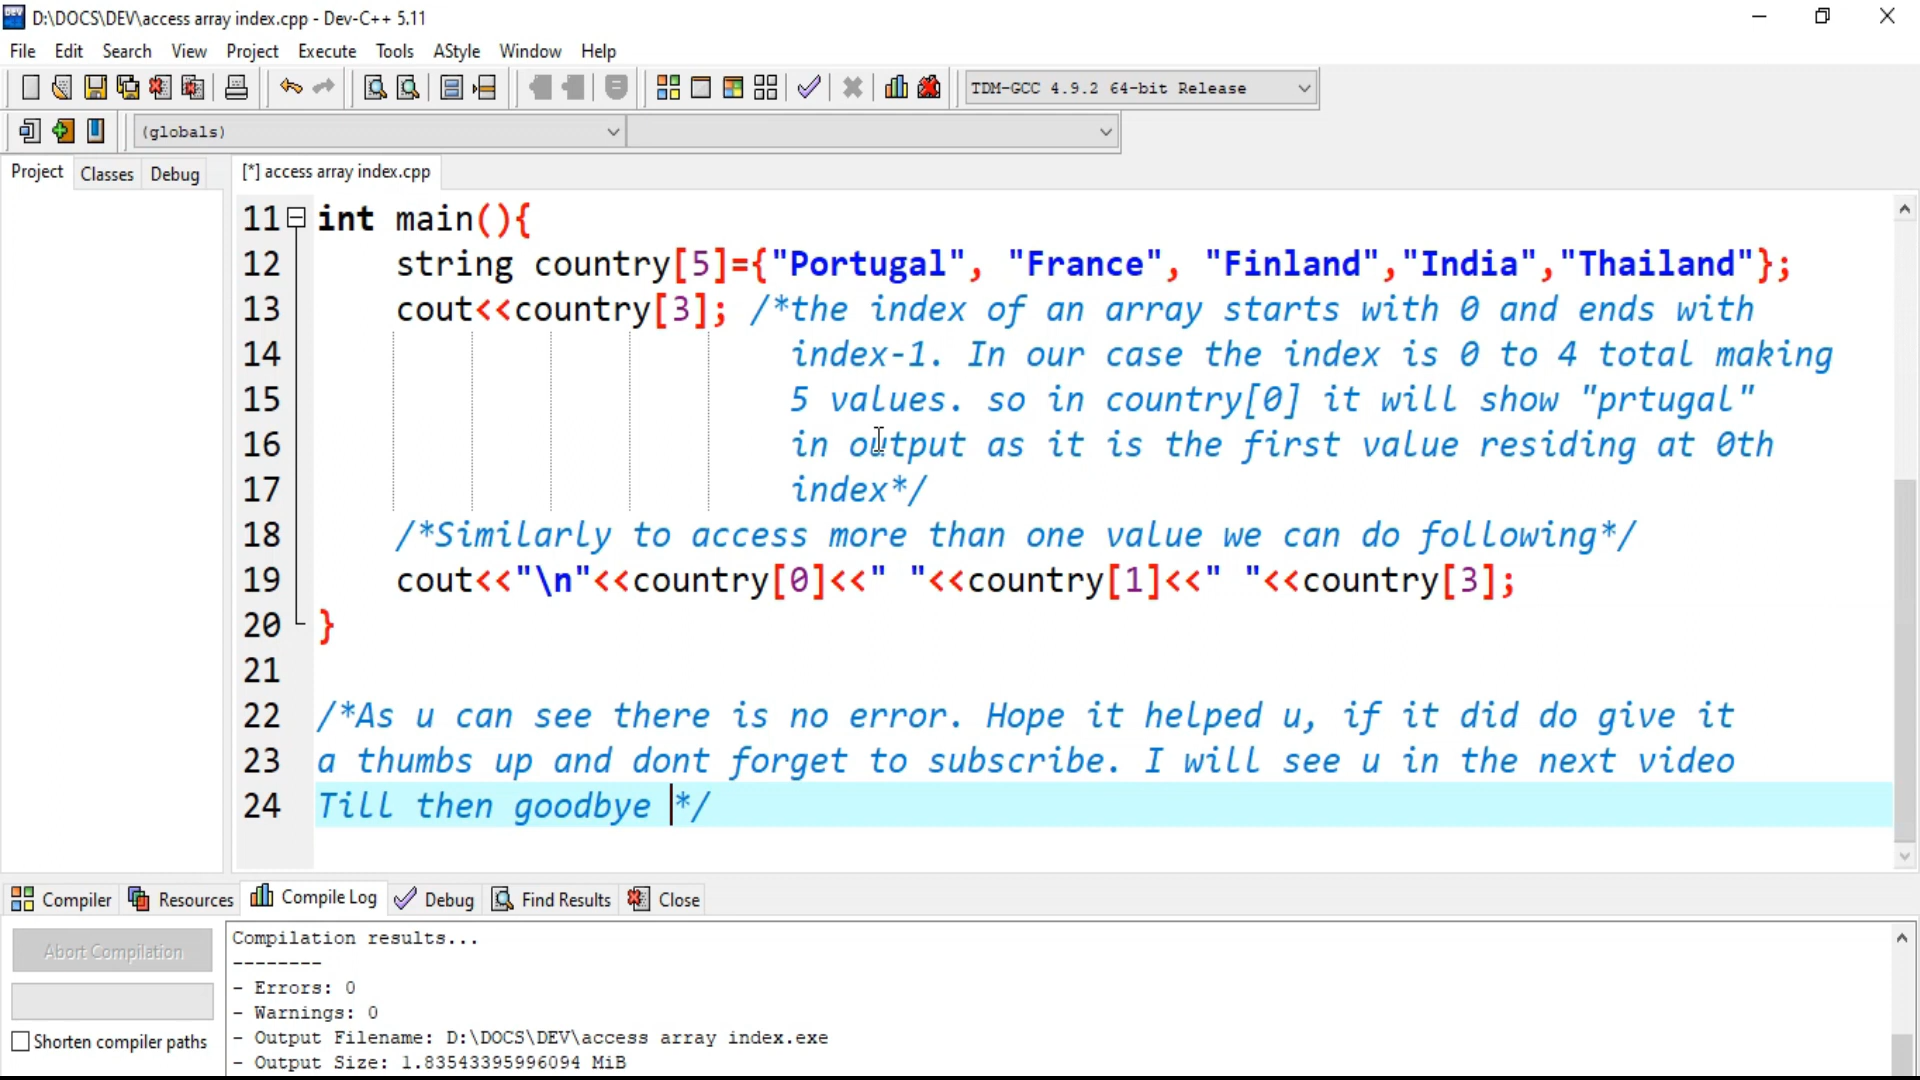 D:\DOCS\DEV\access array index.cpp - Dev-C++ 5.11
File Edit Search View Project Execute Tools AStyle Window Help
TDM-GCC 4.9.2 64-bit Release
(globals)
Project Classes Debug
[*] access array index.cpp
11 int main(){
12 string country[5]={"Portugal", "France", "Finland","India","Thailand"};
13 cout<<country[3]; /*the index of an array starts with 0 and ends with
14 index-1. In our case the index is 0 to 4 total making
15 5 values. so in country[0] it will show "prtugal"
16 in output as it is the first value residing at 0th
17 index*/
18 /*Similarly to access more than one value we can do following*/
19 cout<<"\n"<<country[0]<<" "<<country[1]<<" "<<country[3];
20 }
21
22 /*As u can see there is no error. Hope it helped u, if it did do give it
23 a thumbs up and dont forget to subscribe. I will see u in the next video
24 Till then goodbye */
Compiler Resources Compile Log Debug Find Results Close
Abort Compilation
Shorten compiler paths
Compilation results...
--------
- Errors: 0
- Warnings: 0
- Output Filename: D:\DOCS\DEV\access array index.exe
- Output Size: 1.83543395996094 MiB